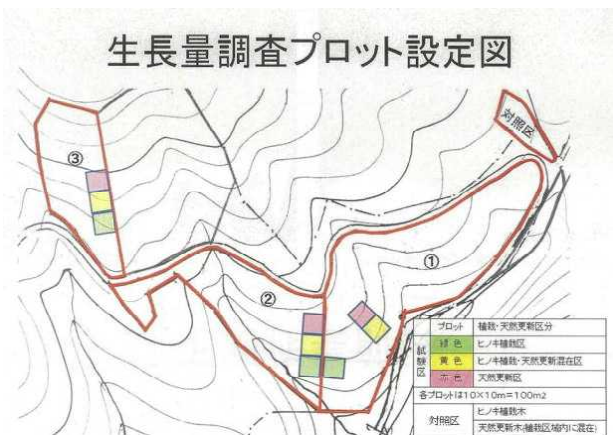 生長量調査プロット設定図
対照区
③
①
②
プロット 植栽・天然更新区分
試験区
緑色 ヒノキ植栽区
黄色 ヒノキ植栽・天然更新混在区
赤色 天然更新区
各プロットは10×10m=100m2
対照区
ヒノキ植栽木
天然更新木(植栽区域内に混在)